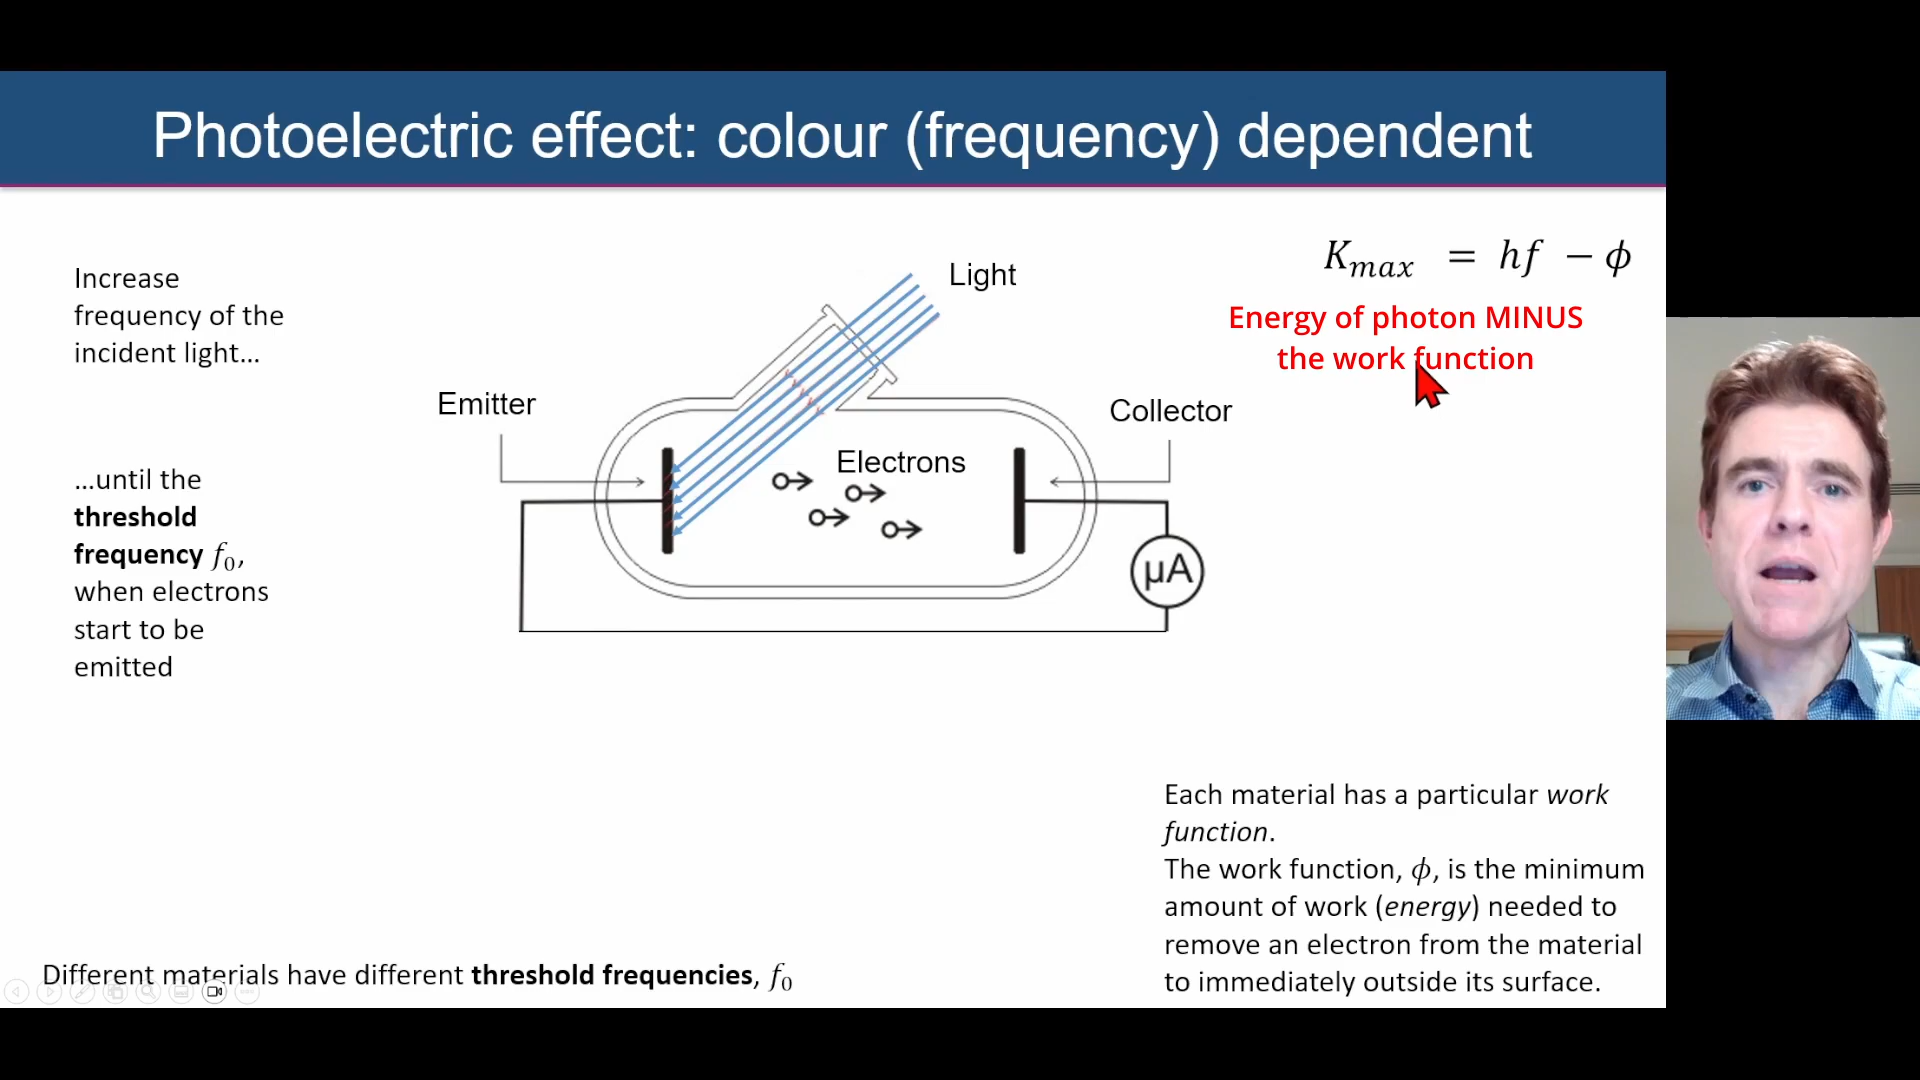 Photoelectric effect: colour (frequency) dependent
Increase
frequency of the
incident light…
…until the
threshold
frequency f₀,
when electrons
start to be
emitted
Light
Emitter
Electrons
Collector
μA
K_max = hf − ϕ
Energy of photon MINUS
the work function
Each material has a particular work
function.
The work function, ϕ, is the minimum
amount of work (energy) needed to
remove an electron from the material
to immediately outside its surface.
Different materials have different threshold frequencies, f₀